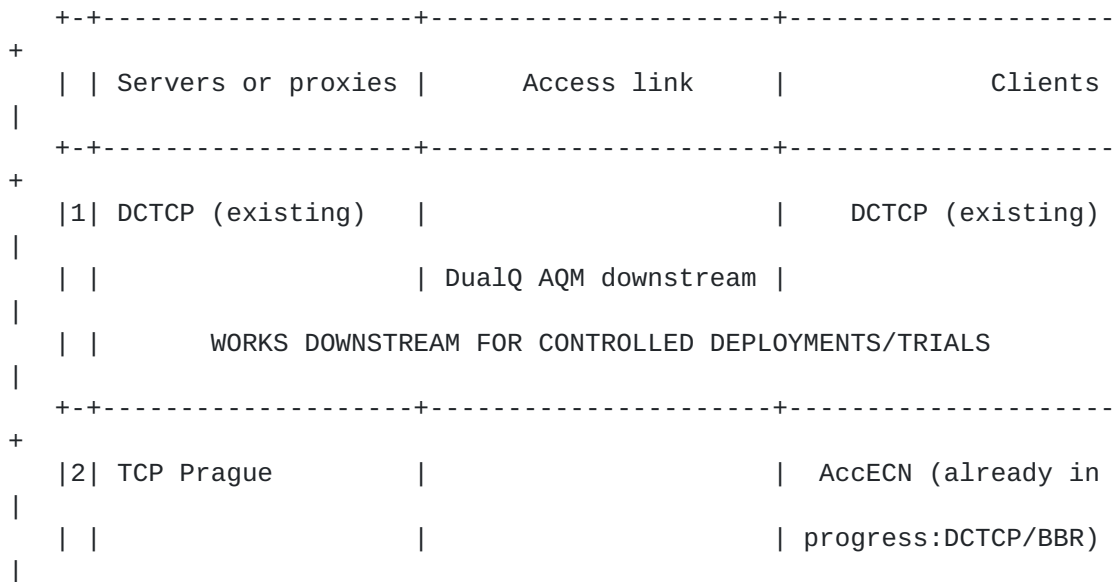 +-+--------------------+----------------------+---------------------
+
| | Servers or proxies |      Access link     |             Clients
|
+-+--------------------+----------------------+---------------------
+
|1| DCTCP (existing)   |                      |    DCTCP (existing)
|
| |                    | DualQ AQM downstream |
|
| |       WORKS DOWNSTREAM FOR CONTROLLED DEPLOYMENTS/TRIALS
|
+-+--------------------+----------------------+---------------------
+
|2| TCP Prague         |                      |  AccECN (already in
|
| |                    |                      | progress:DCTCP/BBR)
|